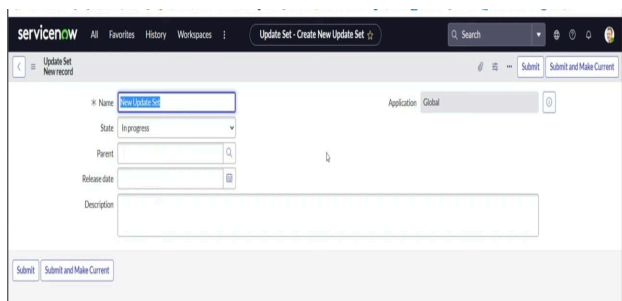 servicenow All Favorites History Workspaces Update Set - Create New Update Set Search
Update Set
New record
Submit Submit and Make Current
Name New Update Set Application Global
State In progress
Parent
Release date
Description
Submit Submit and Make Current